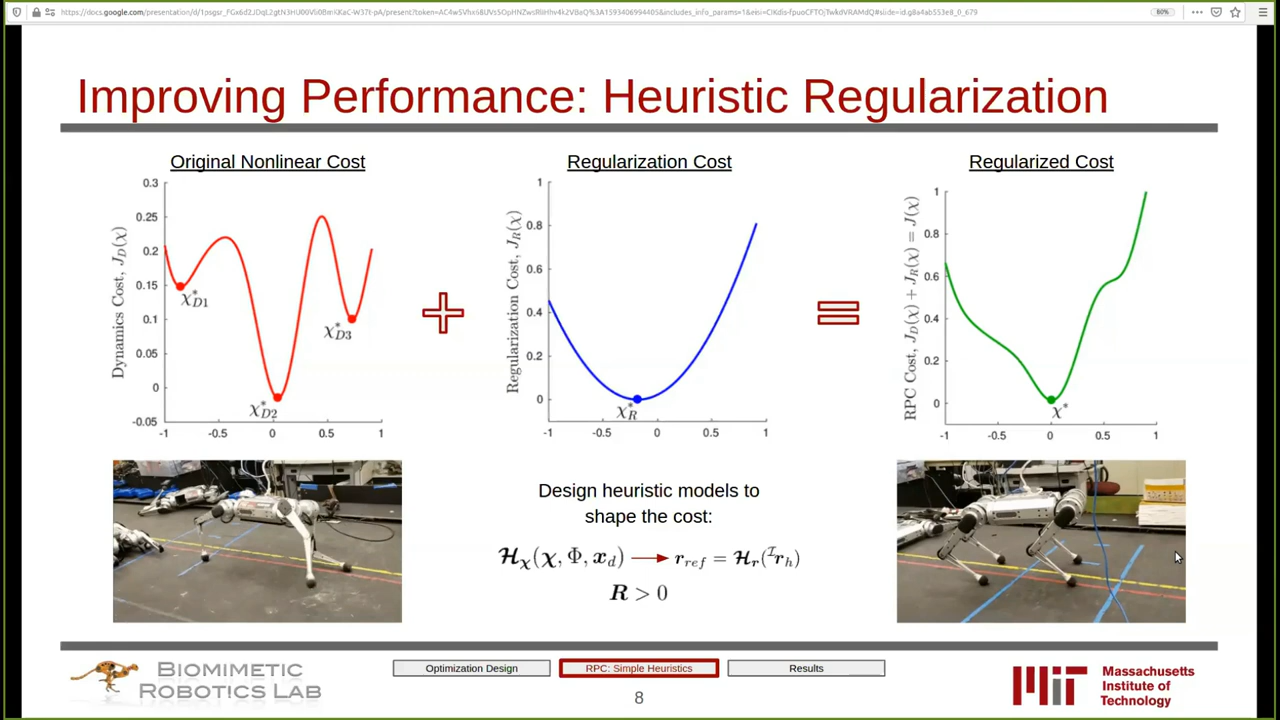 80%
Improving Performance: Heuristic Regularization
Original Nonlinear Cost
Regularization Cost
Regularized Cost
0.3
0.25
0.2
0.15
0.1
0.05
0
-0.05
-1
-0.5
0
0.5
1
Dynamics Cost, J_D(χ)
χ*_D1
χ*_D2
χ*_D3
1
0.8
0.6
0.4
0.2
0
-1
-0.5
0
0.5
1
Regularization Cost, J_R(χ)
χ*_R
1
0.8
0.6
0.4
0.2
0
-1
-0.5
0
0.5
1
RPC Cost, J_D(χ) + J_R(χ) = J(χ)
χ*
Design heuristic models to
shape the cost:
𝓗_χ(χ, Φ, x_d) → r_ref = 𝓗_r(^𝓘r_h)
R > 0
BIOMIMETIC
ROBOTICS LAB
Optimization Design
RPC: Simple Heuristics
Results
8
MIT
Massachusetts
Institute of
Technology